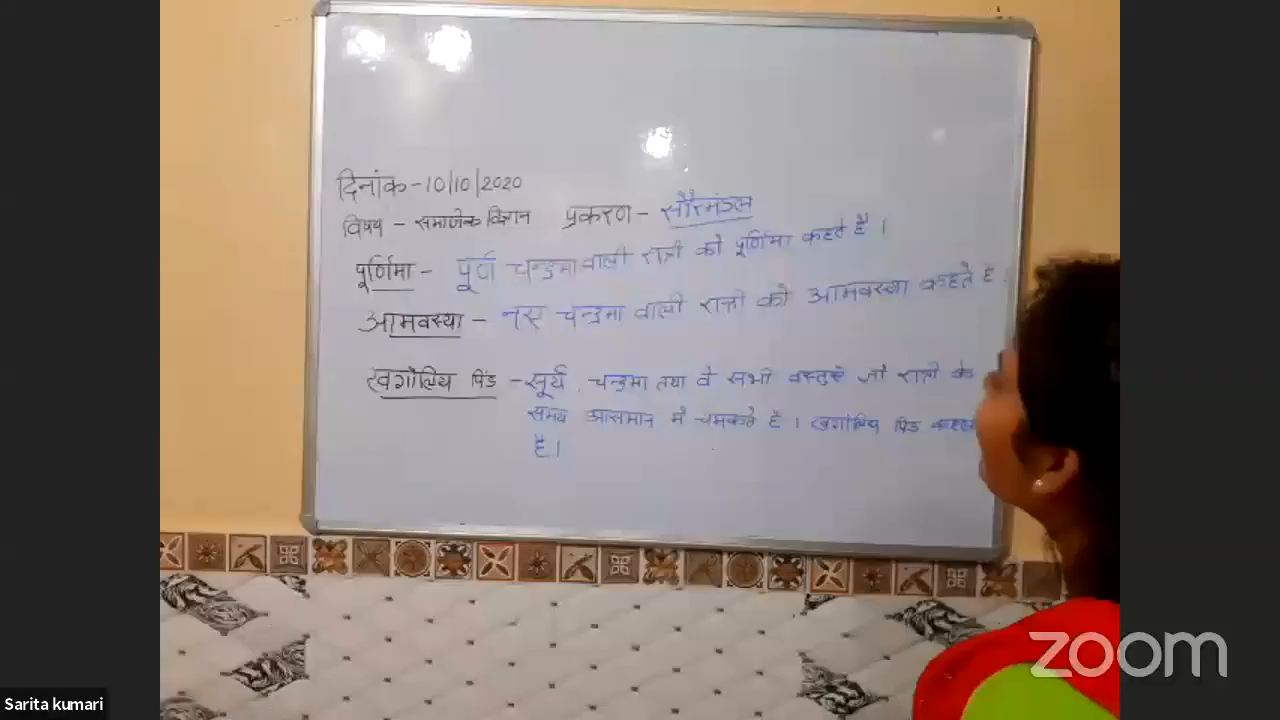 दिनांक - 10/10/2020
विषय - समाजिक विज्ञान प्रकरण - सौरमंडल
पूर्णिमा - पूर्ण चन्द्रमा वाली रात्री को पूर्णिमा कहते है ।
आमवस्या - नए चन्द्रमा वाली रात्री को आमवस्या कहते है
खगोलिय पिंड - सूर्य , चन्द्रमा तथा वे सभी वस्तुएँ जो रात्री के
समय आसमान में चमकते है । खगोलिय पिंड कहलाते
है ।
zoom
Sarita kumari